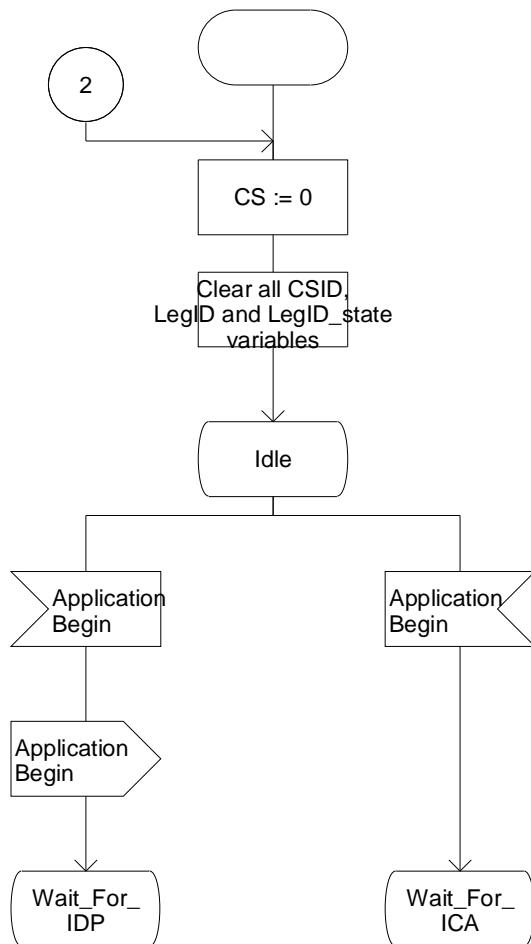 2
CS := 0
Clear all CSID,
LegID and LegID_state
variables
Idle
Application
Begin
Application
Begin
Application
Begin
Wait_For_
IDP
Wait_For_
ICA